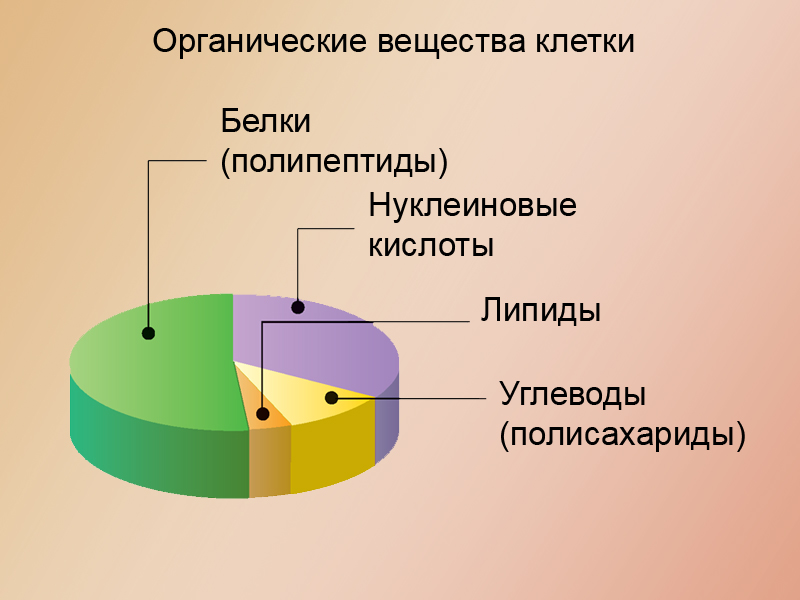 Органические вещества клетки
Белки
(полипептиды)
Нуклеиновые
кислоты
Липиды
Углеводы
(полисахариды)